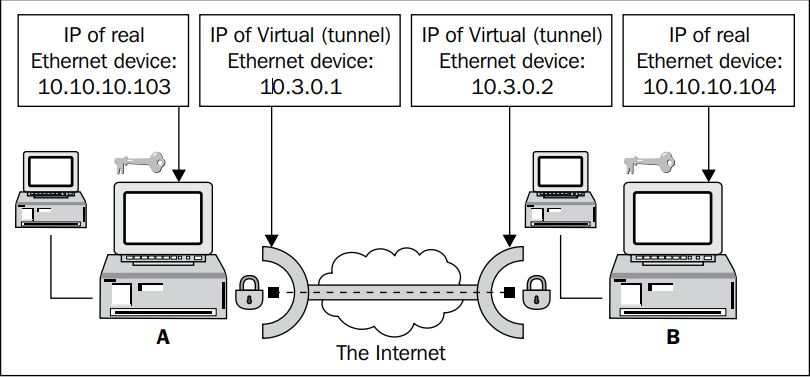 IP of real
Ethernet device:
10.10.10.103
IP of Virtual (tunnel)
Ethernet device:
10.3.0.1
IP of Virtual (tunnel)
Ethernet device:
10.3.0.2
IP of real
Ethernet device:
10.10.10.104
A
B
The Internet